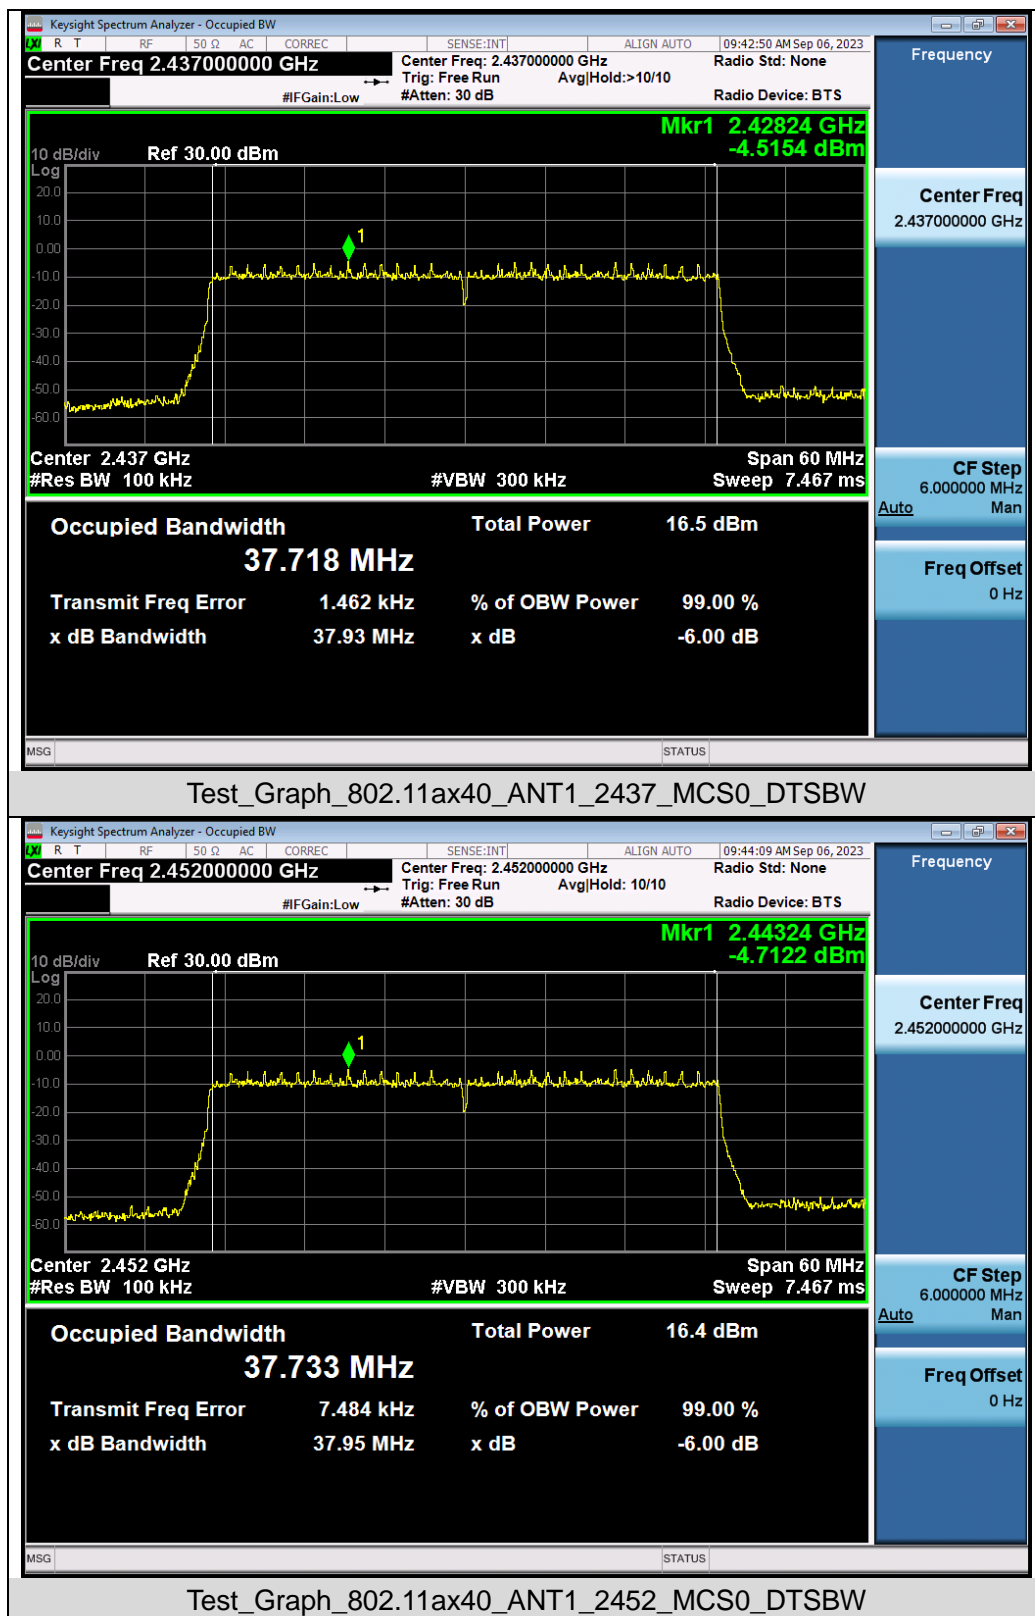 Keysight Spectrum Analyzer - Occupied BW
LXI R T RF 50 Ω AC CORREC SENSE:INT ALIGN AUTO 09:42:50 AM Sep 06, 2023
Center Freq 2.437000000 GHz
Center Freq: 2.437000000 GHz
Radio Std: None
Trig: Free Run Avg|Hold:>10/10
#IFGain:Low
#Atten: 30 dB
Radio Device: BTS
Frequency
Mkr1 2.42824 GHz
-4.5154 dBm
10 dB/div Ref 30.00 dBm
Log
20.0
10.0
0.00
-10.0
-20.0
-30.0
-40.0
-50.0
-60.0
1
Center 2.437 GHz
Span 60 MHz
#Res BW 100 kHz
#VBW 300 kHz
Sweep 7.467 ms
Center Freq
2.437000000 GHz
CF Step
6.000000 MHz
Auto Man
Freq Offset
0 Hz
Occupied Bandwidth
37.718 MHz
Total Power 16.5 dBm
Transmit Freq Error 1.462 kHz
% of OBW Power 99.00 %
x dB Bandwidth 37.93 MHz
x dB -6.00 dB
MSG STATUS
Test_Graph_802.11ax40_ANT1_2437_MCS0_DTSBW
Keysight Spectrum Analyzer - Occupied BW
LXI R T RF 50 Ω AC CORREC SENSE:INT ALIGN AUTO 09:44:09 AM Sep 06, 2023
Center Freq 2.452000000 GHz
Center Freq: 2.452000000 GHz
Radio Std: None
Trig: Free Run Avg|Hold: 10/10
#IFGain:Low
#Atten: 30 dB
Radio Device: BTS
Frequency
Mkr1 2.44324 GHz
-4.7122 dBm
10 dB/div Ref 30.00 dBm
Log
20.0
10.0
0.00
-10.0
-20.0
-30.0
-40.0
-50.0
-60.0
1
Center 2.452 GHz
Span 60 MHz
#Res BW 100 kHz
#VBW 300 kHz
Sweep 7.467 ms
Center Freq
2.452000000 GHz
CF Step
6.000000 MHz
Auto Man
Freq Offset
0 Hz
Occupied Bandwidth
37.733 MHz
Total Power 16.4 dBm
Transmit Freq Error 7.484 kHz
% of OBW Power 99.00 %
x dB Bandwidth 37.95 MHz
x dB -6.00 dB
MSG STATUS
Test_Graph_802.11ax40_ANT1_2452_MCS0_DTSBW